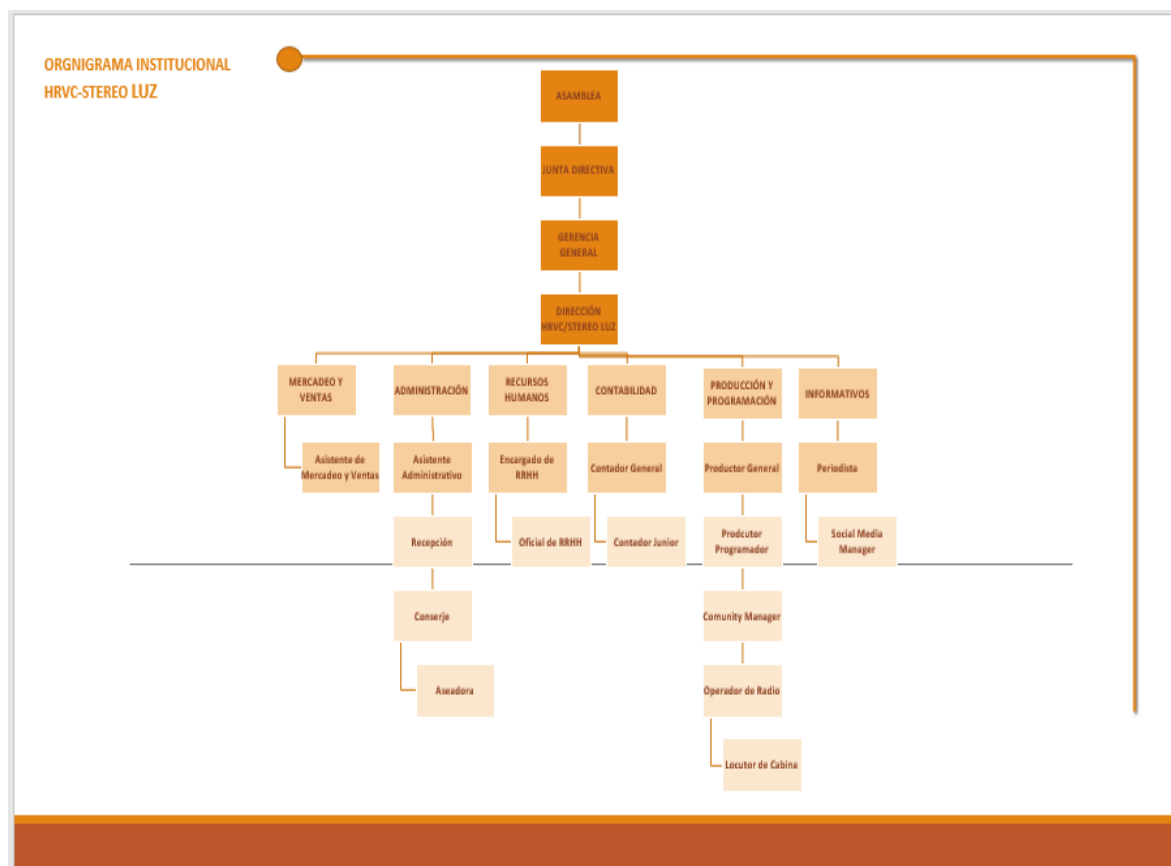 ORGNIGRAMA INSTITUCIONAL
HRVC-STEREO LUZ
ASAMBLEA
JUNTA DIRECTIVA
GERENCIA
GENERAL
DIRECCIÓN
HRVC/STEREO LUZ
MERCADEO Y
VENTAS
ADMINISTRACIÓN
RECURSOS
HUMANOS
CONTABILIDAD
PRODUCCIÓN Y
PROGRAMACIÓN
INFORMATIVOS
Asistente de
Mercadeo y Ventas
Asistente
Administrativo
Encargado de
RRHH
Contador General
Productor General
Periodista
Recepción
Oficial de RRHH
Contador Junior
Prodcutor
Programador
Social Media
Manager
Conserje
Comunity Manager
Aseadora
Operador de Radio
Locutor de Cabina